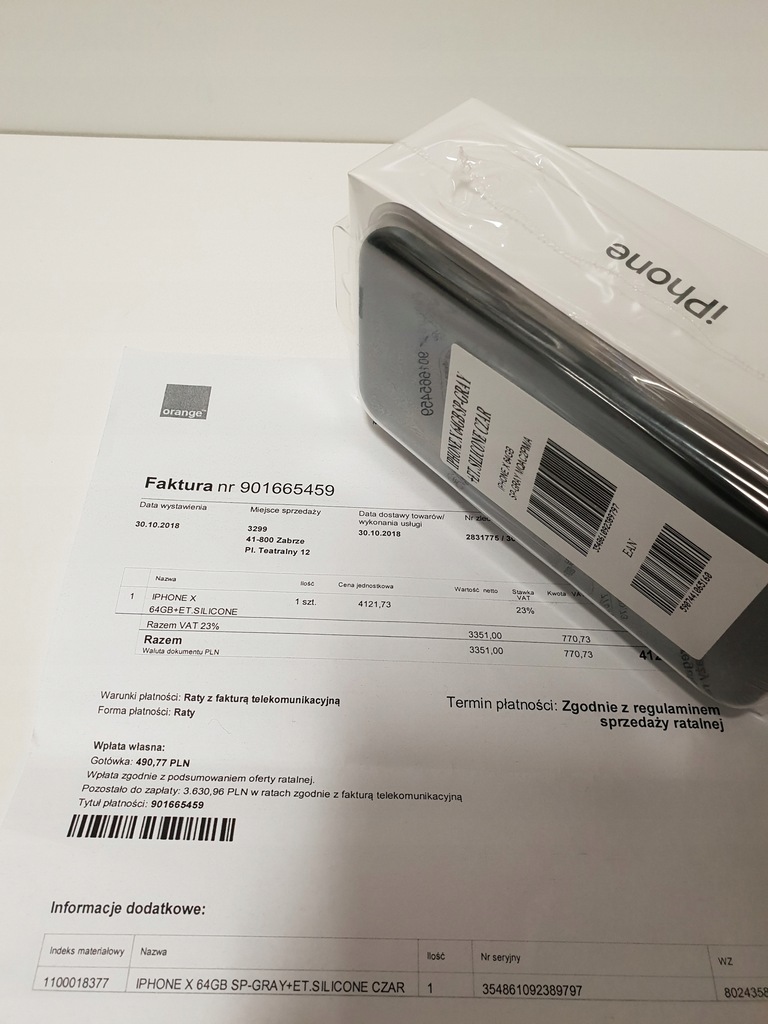 iPhone
901665459
IPHONE X 64GB SP-GRAY
+ET.SILICONE CZAR
IPHONE X 64GB
354861092389797
EAN
5907441065160
orange
Faktura nr 901665459
Data wystawienia
30.10.2018
Miejsce sprzedaży
3299
41-800 Zabrze
Pl. Teatralny 12
Data dostawy towarów/
wykonania usługi
30.10.2018
2831775 /
Nazwa Ilość Cena jednostkowa Wartość netto Stawka VAT Kwota
1 IPHONE X 1 szt. 4121,73 23%
64GB+ET.SILICONE
Razem VAT 23% 3351,00 770,73
Razem 3351,00 770,73
Waluta dokumentu PLN
Warunki płatności: Raty z fakturą telekomunikacyjną
Forma płatności: Raty
Termin płatności: Zgodnie z regulaminem
sprzedaży ratalnej
Wpłata własna:
Gotówka: 490,77 PLN
Wpłata zgodnie z podsumowaniem oferty ratalnej.
Pozostało do zapłaty: 3.630,96 PLN w ratach zgodnie z fakturą telekomunikacyjną
Tytuł płatności: 901665459
Informacje dodatkowe:
Indeks materiałowy Nazwa Ilość Nr seryjny WZ
1100018377 IPHONE X 64GB SP-GRAY+ET.SILICONE CZAR 1 354861092389797 8024358